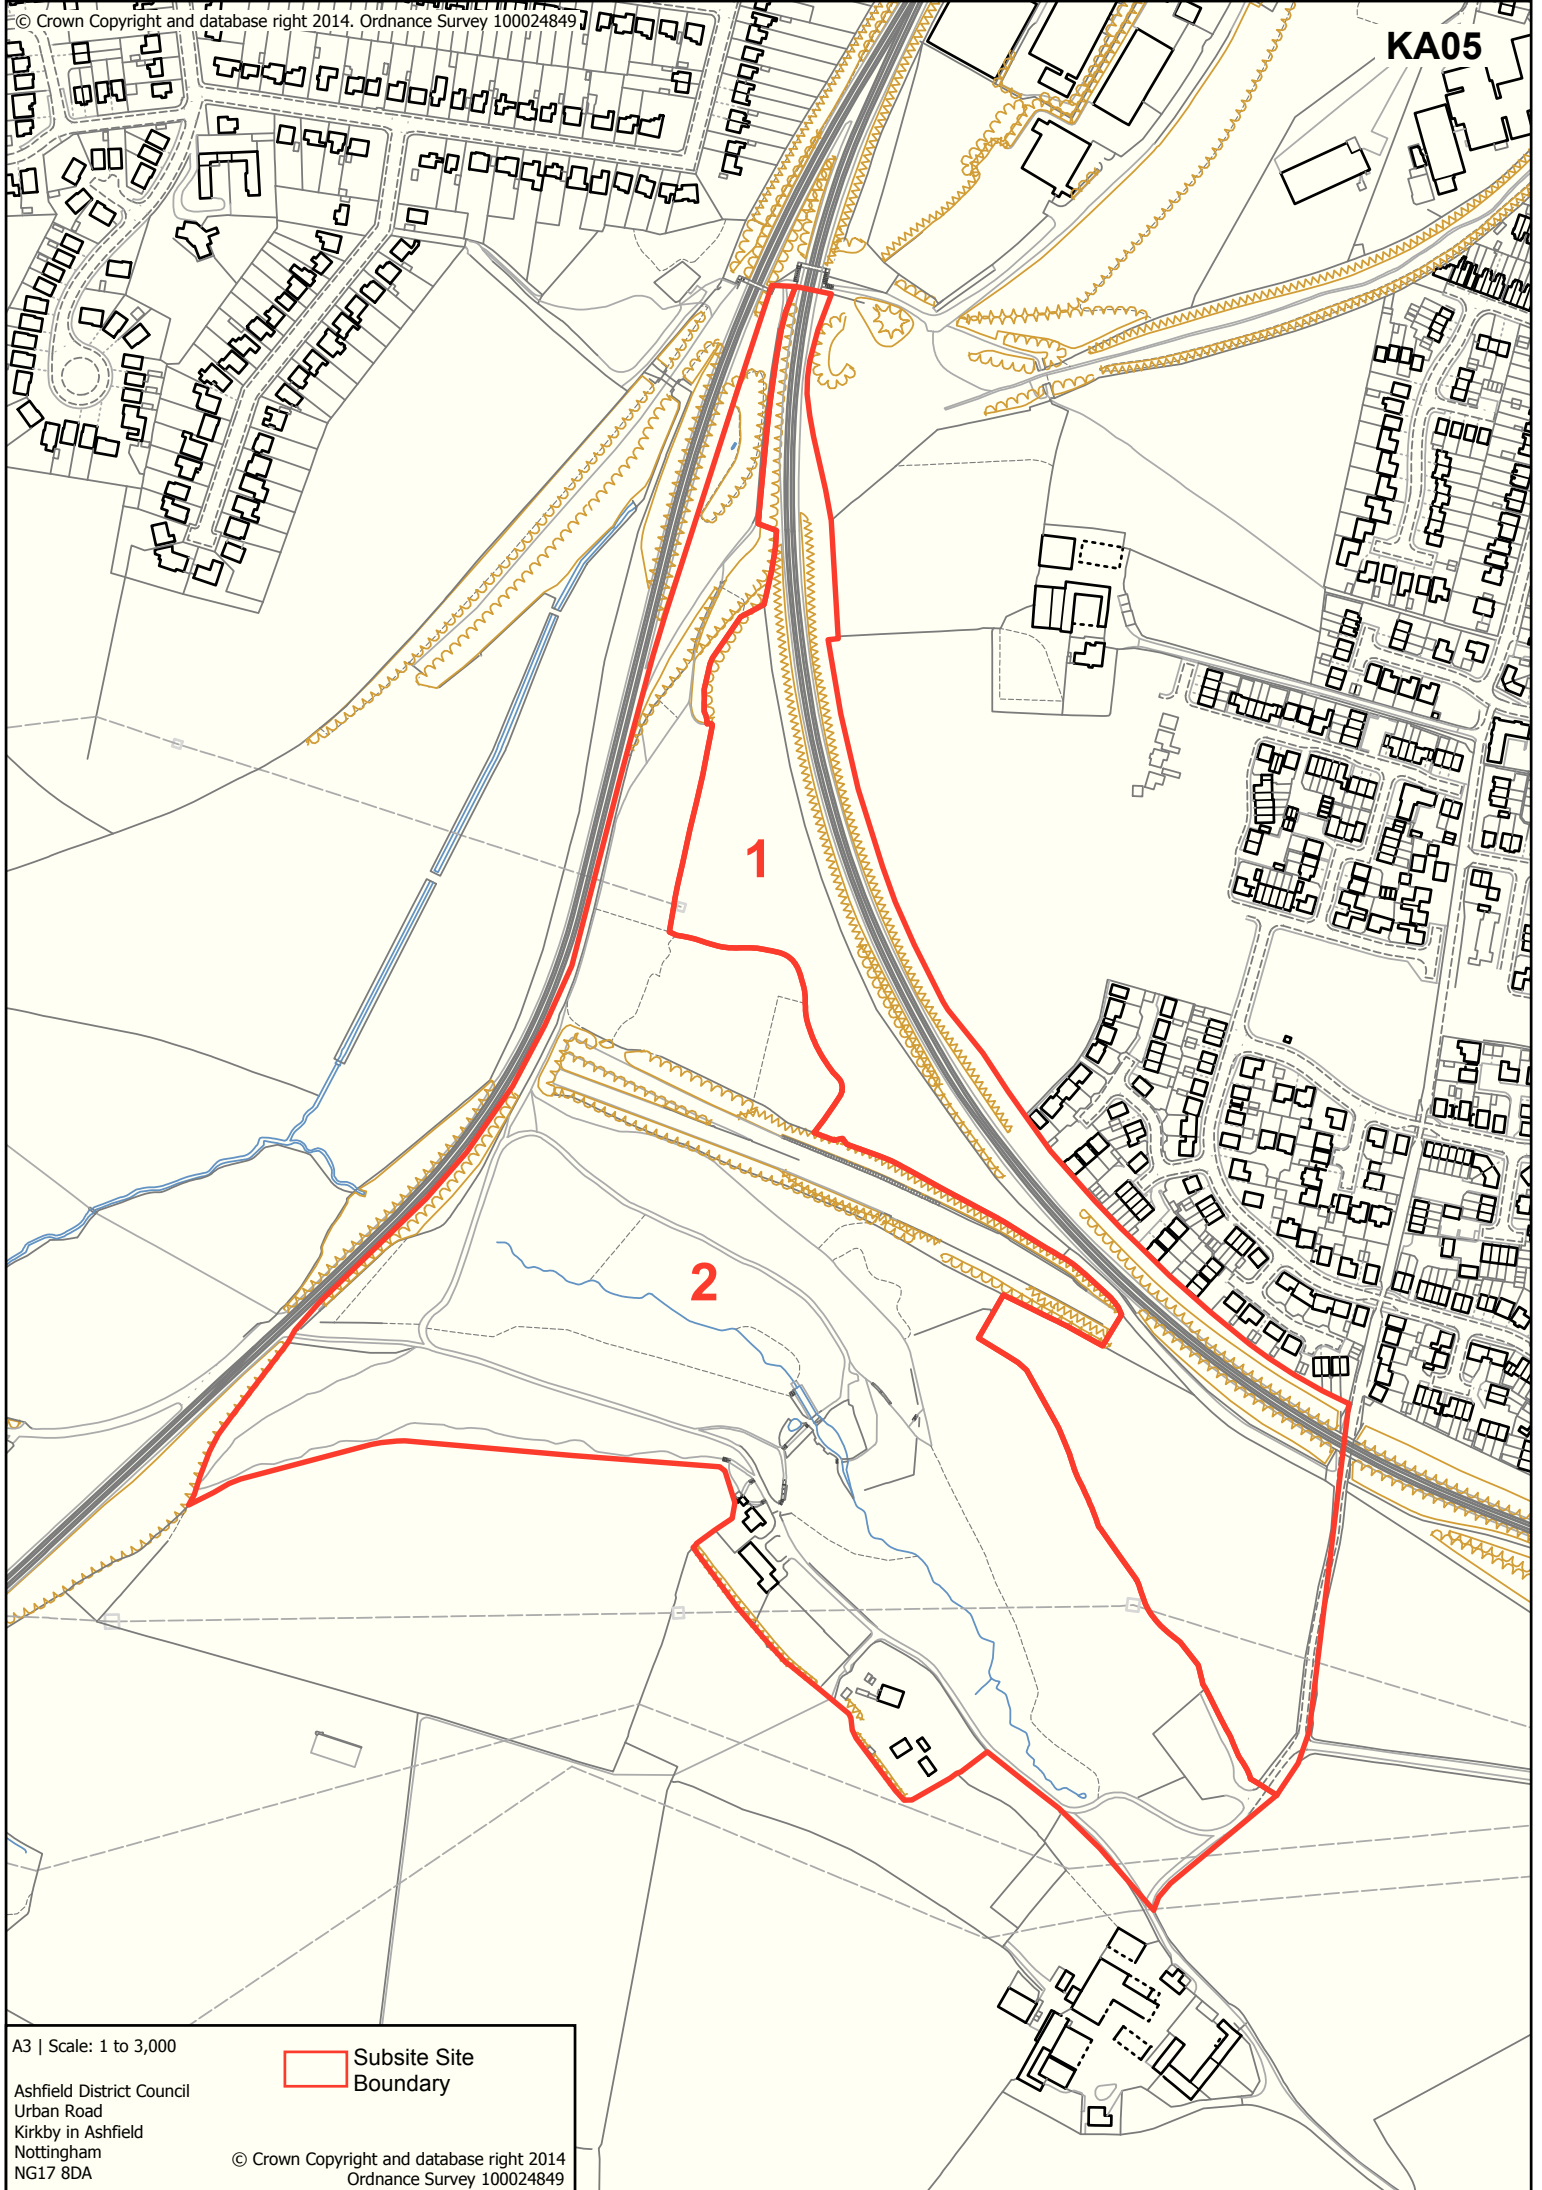 © Crown Copyright and database right 2014. Ordnance Survey 100024849
KA05
1
2
A3 | Scale: 1 to 3,000
Subsite Site
Boundary
Ashfield District Council
Urban Road
Kirkby in Ashfield
Nottingham
NG17 8DA
© Crown Copyright and database right 2014
Ordnance Survey 100024849